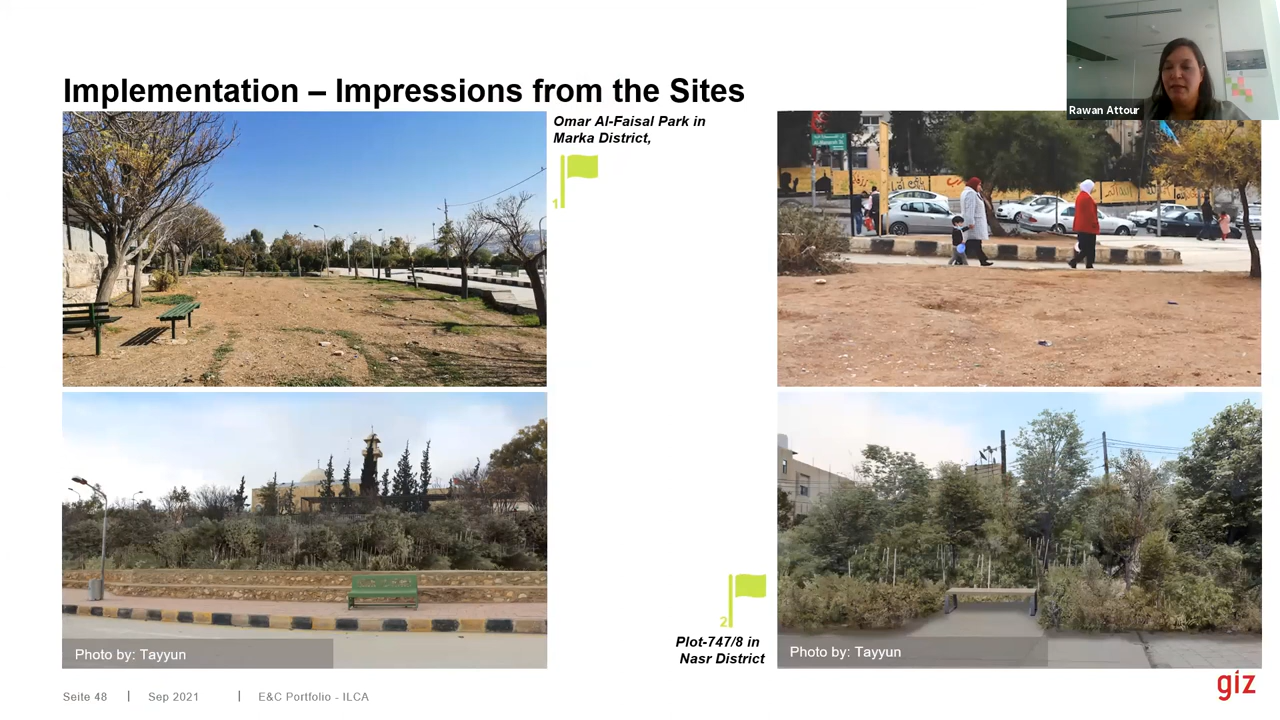 Implementation – Impressions from the Sites
Rawan Attour
Omar Al-Faisal Park in
Marka District,
1
2
Plot-747/8 in
Nasr District
Photo by: Tayyun
Photo by: Tayyun
Seite 48 | Sep 2021 | E&C Portfolio - ILCA
giz